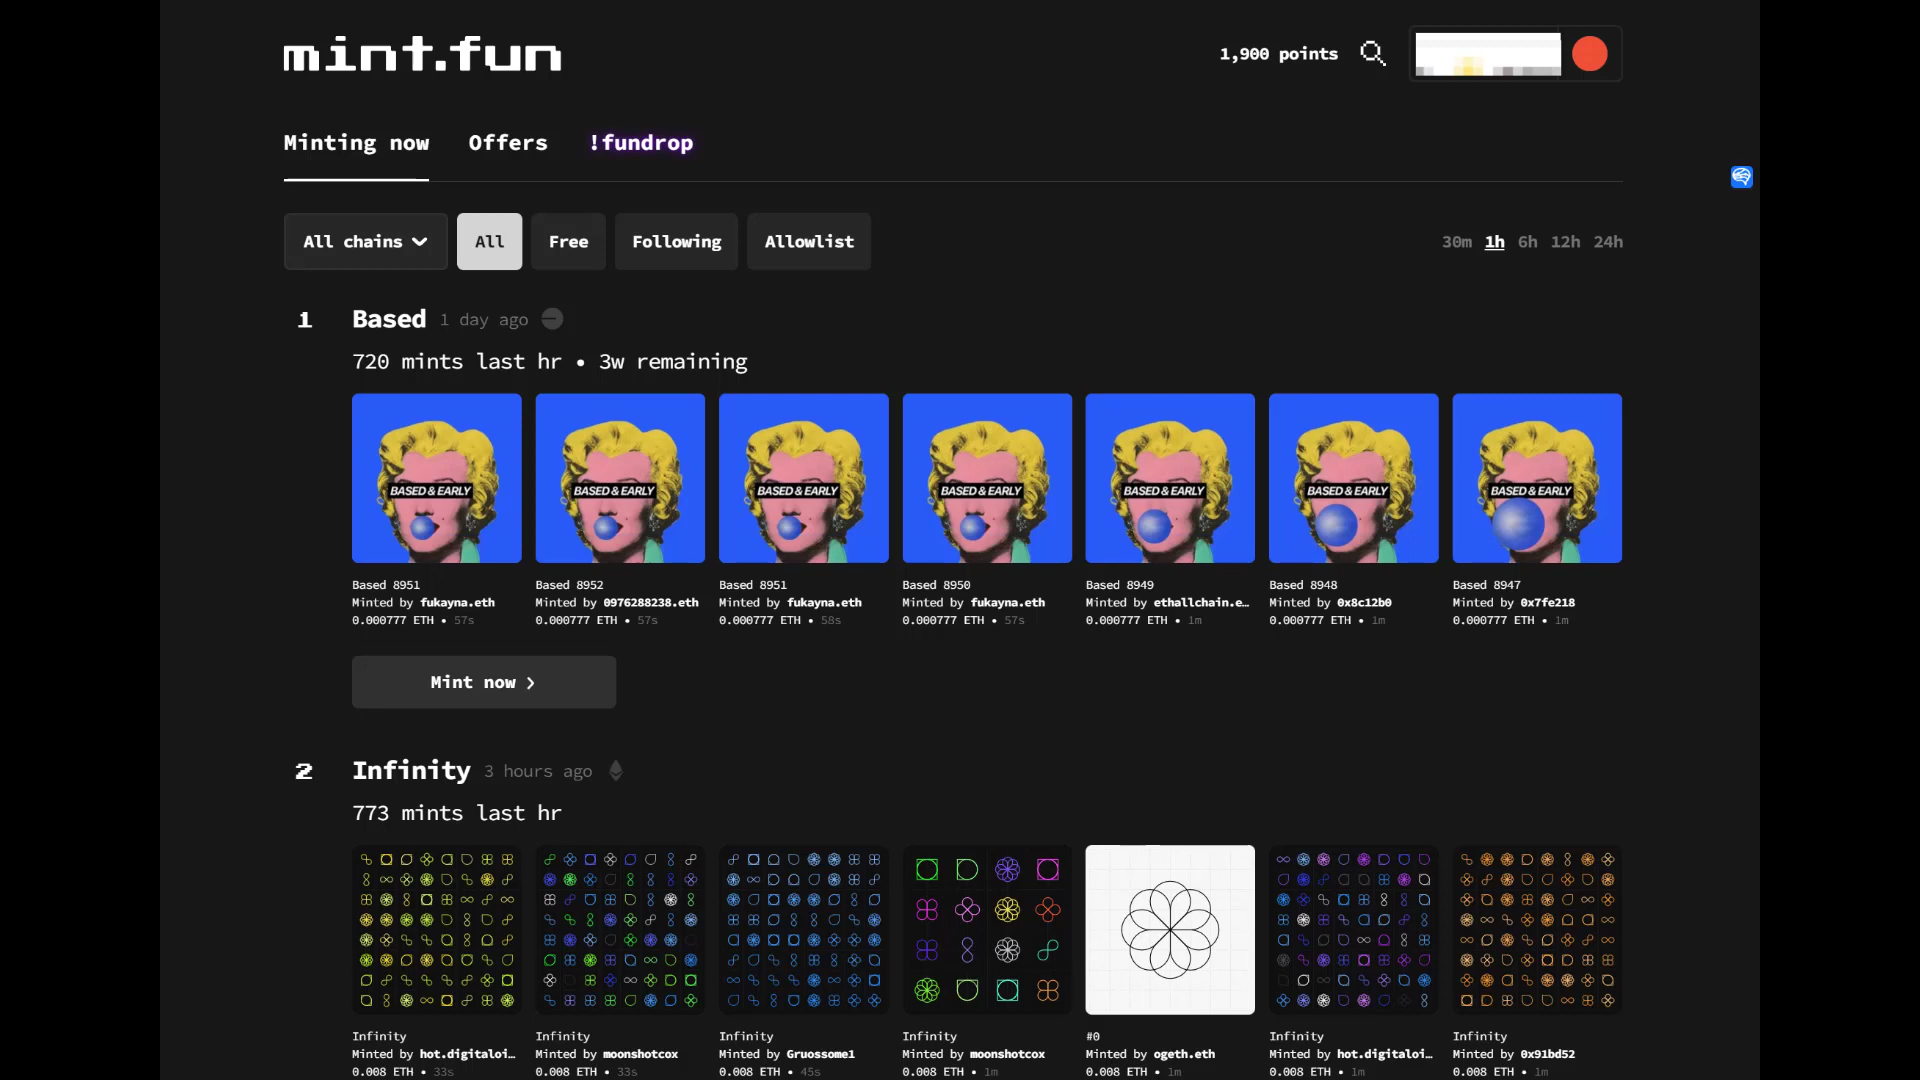 mint.fun
1,900 points
Minting now Offers !fundrop
All chains All Free Following Allowlist
30m 1h 6h 12h 24h
1 Based 1 day ago
720 mints last hr • 3w remaining
BASED & EARLY BASED & EARLY BASED & EARLY BASED & EARLY BASED & EARLY BASED & EARLY BASED & EARLY
Based 8951 Based 8952 Based 8951 Based 8950 Based 8949 Based 8948 Based 8947
Minted by fukayna.eth Minted by 0976288238.eth Minted by fukayna.eth Minted by fukayna.eth Minted by ethallchain.e… Minted by 0x8c12b0 Minted by 0x7fe218
0.000777 ETH • 57s 0.000777 ETH • 57s 0.000777 ETH • 58s 0.000777 ETH • 57s 0.000777 ETH • 1m 0.000777 ETH • 1m 0.000777 ETH • 1m
Mint now
2 Infinity 3 hours ago
773 mints last hr
Infinity Infinity Infinity Infinity #0 Infinity Infinity
Minted by hot.digitaloi… Minted by moonshotcox Minted by Gruossome1 Minted by moonshotcox Minted by ogeth.eth Minted by hot.digitaloi… Minted by 0x91bd52
0.008 ETH • 33s 0.008 ETH • 33s 0.008 ETH • 45s 0.008 ETH • 1m 0.008 ETH • 1m 0.008 ETH • 1m 0.008 ETH • 1m